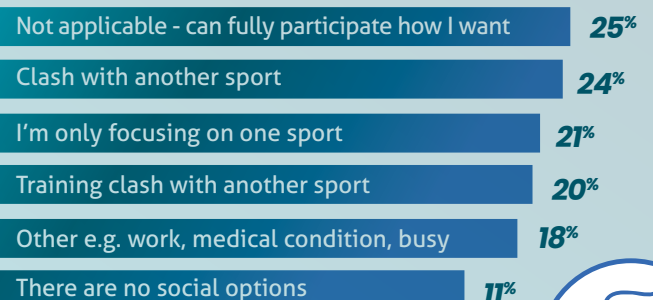 Not applicable - can fully participate how I want 25%
Clash with another sport 24%
I'm only focusing on one sport 21%
Training clash with another sport 20%
Other e.g. work, medical condition, busy 18%
There are no social options 11%